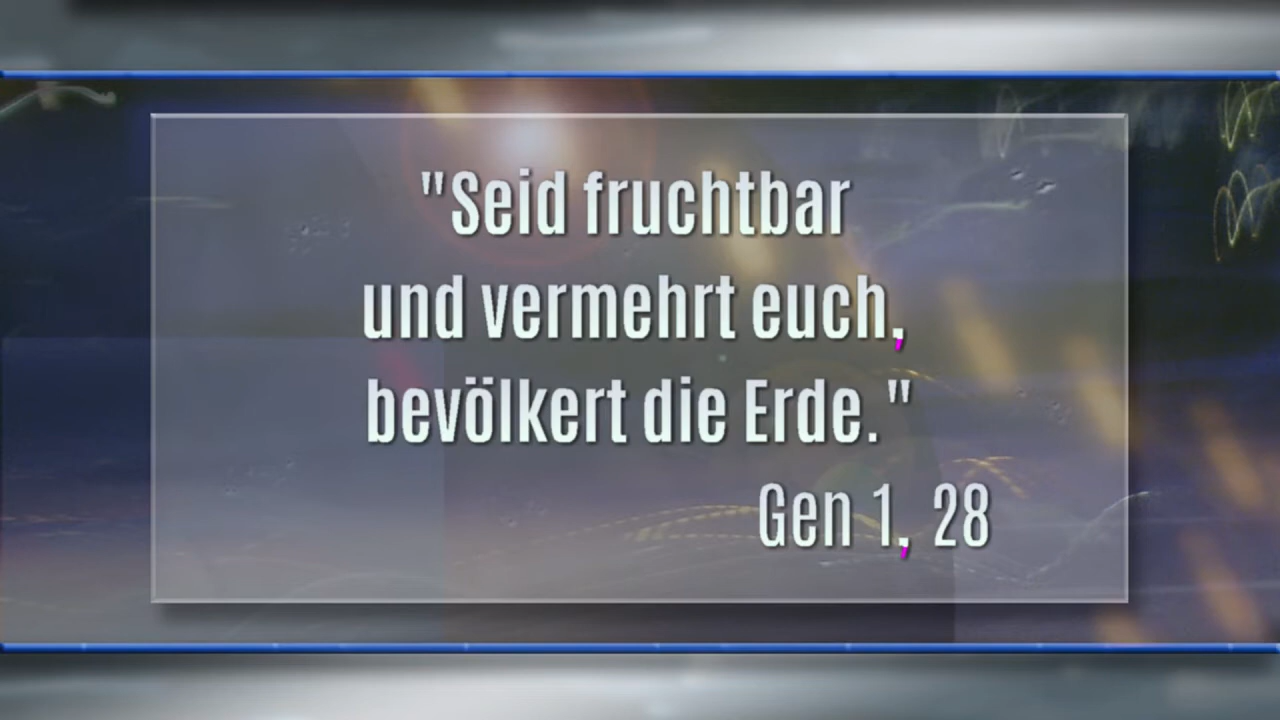 "Seid fruchtbar
und vermehrt euch,
bevölkert die Erde."
Gen 1, 28